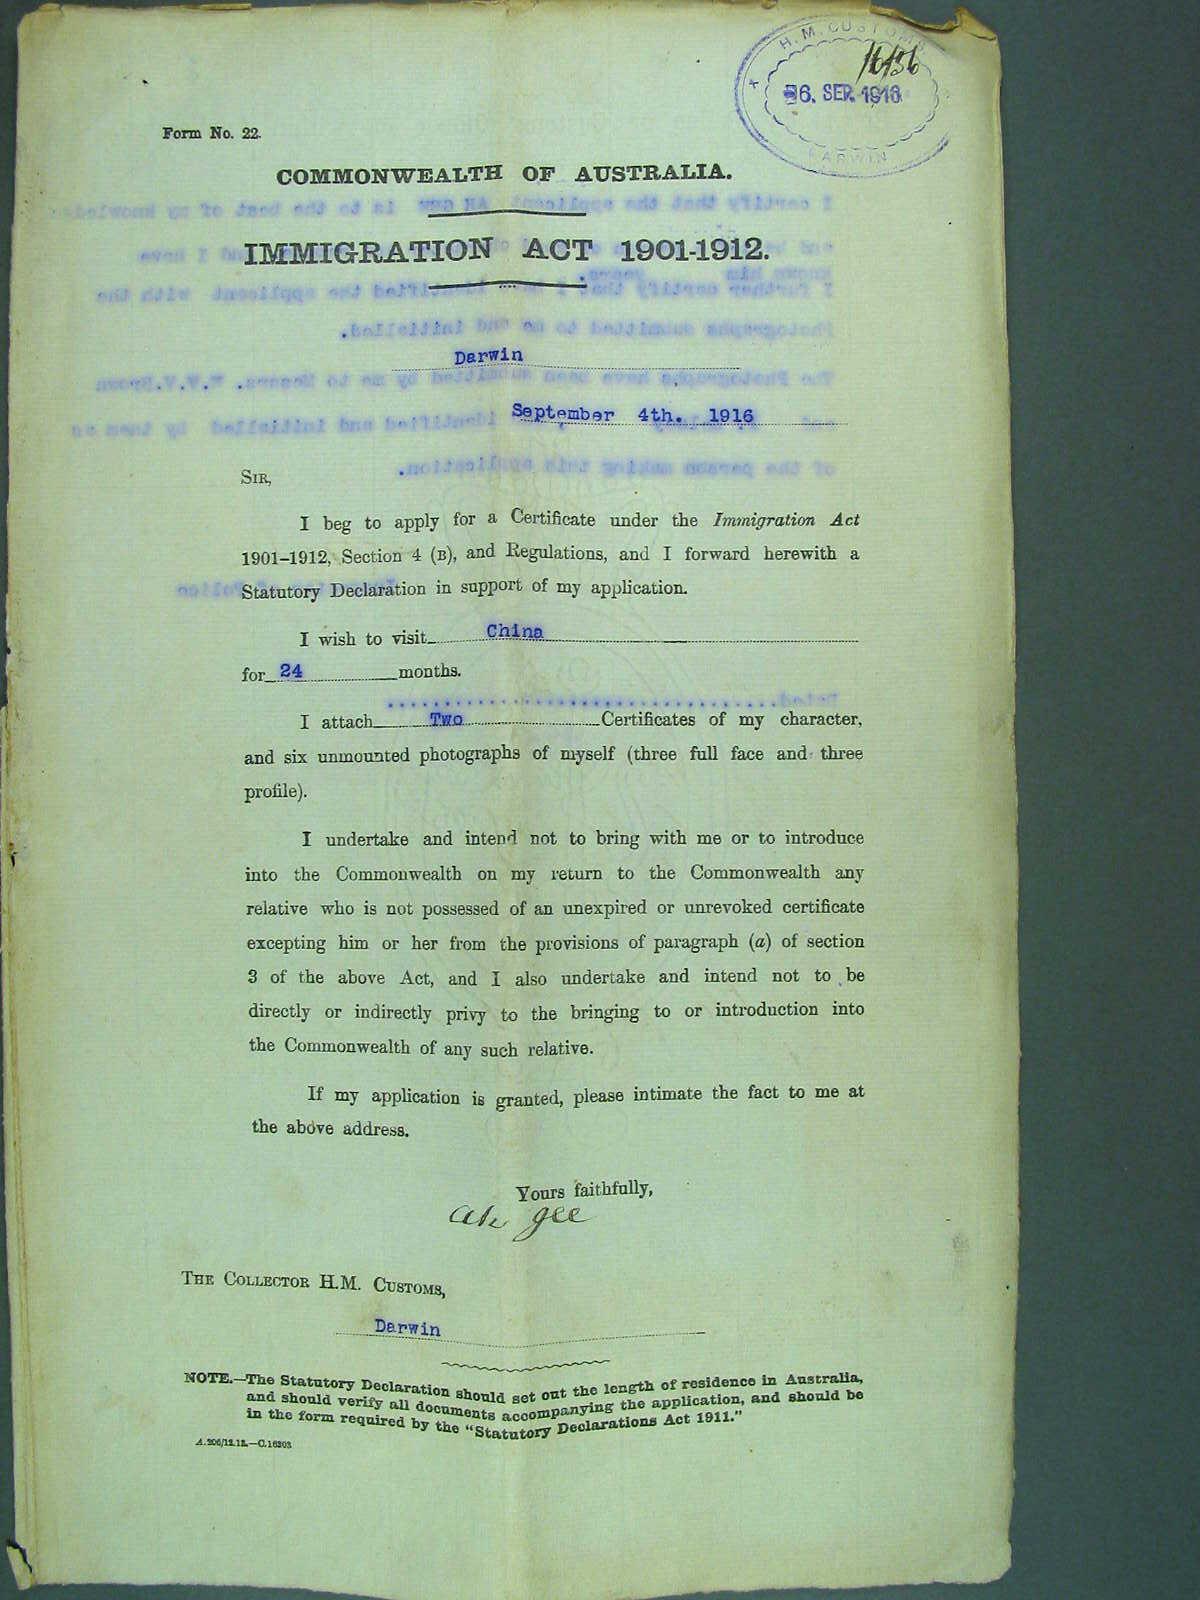 H. M. CUSTOMS
16/56
6. SEP. 1916
DARWIN
Form No. 22.
COMMONWEALTH OF AUSTRALIA.
IMMIGRATION ACT 1901-1912.
Darwin
September 4th. 1916
SIR,
I beg to apply for a Certificate under the Immigration Act
1901–1912, Section 4 (B), and Regulations, and I forward herewith a
Statutory Declaration in support of my application.
I wish to visit China
for 24 months.
I attach Two Certificates of my character,
and six unmounted photographs of myself (three full face and three
profile).
I undertake and intend not to bring with me or to introduce
into the Commonwealth on my return to the Commonwealth any
relative who is not possessed of an unexpired or unrevoked certificate
excepting him or her from the provisions of paragraph (a) of section
3 of the above Act, and I also undertake and intend not to be
directly or indirectly privy to the bringing to or introduction into
the Commonwealth of any such relative.
If my application is granted, please intimate the fact to me at
the above address.
Yours faithfully,
Ah Gee
THE COLLECTOR H.M. CUSTOMS,
Darwin
NOTE.—The Statutory Declaration should set out the length of residence in Australia,
and should verify all documents accompanying the application, and should be
in the form required by the "Statutory Declarations Act 1911."
A.206/12.12.—C.16203